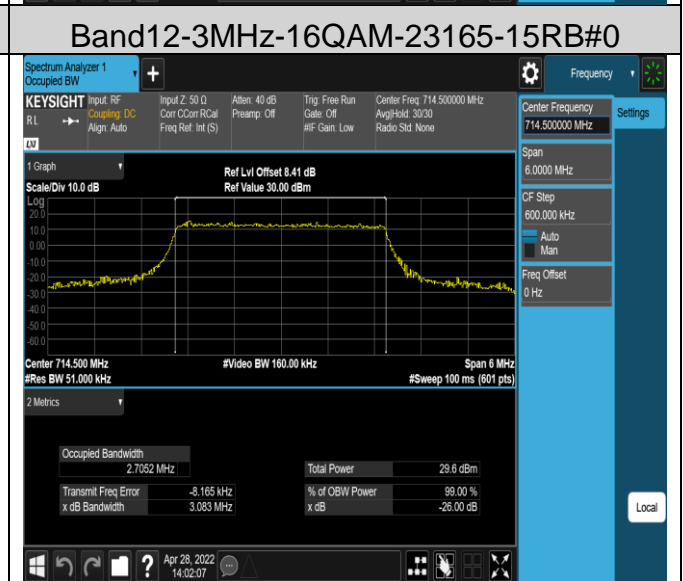 Band12-3MHz-16QAM-23165-15RB#0
Spectrum Analyzer 1
Occupied BW
+
Frequency
KEYSIGHT
RL
Input: RF
Coupling: DC
Align: Auto
Input Z: 50 Ω
Corr CCorr RCal
Freq Ref: Int (S)
Atten: 40 dB
Preamp: Off
Trig: Free Run
Gate: Off
#IF Gain: Low
Center Freq: 714.500000 MHz
Avg|Hold: 30/30
Radio Std: None
LXI
Center Frequency
714.500000 MHz
Settings
Span
6.0000 MHz
CF Step
600.000 kHz
Auto
Man
Freq Offset
0 Hz
1 Graph
Scale/Div 10.0 dB
Ref Lvl Offset 8.41 dB
Ref Value 30.00 dBm
Log
20.0
10.0
0.00
-10.0
-20.0
-30.0
-40.0
-50.0
-60.0
Center 714.500 MHz
#Video BW 160.00 kHz
Span 6 MHz
#Res BW 51.000 kHz
#Sweep 100 ms (601 pts)
2 Metrics
Occupied Bandwidth
2.7052 MHz
Total Power 29.6 dBm
Transmit Freq Error -8.165 kHz
% of OBW Power 99.00 %
x dB Bandwidth 3.083 MHz
x dB -26.00 dB
Local
?
Apr 28, 2022
14:02:07